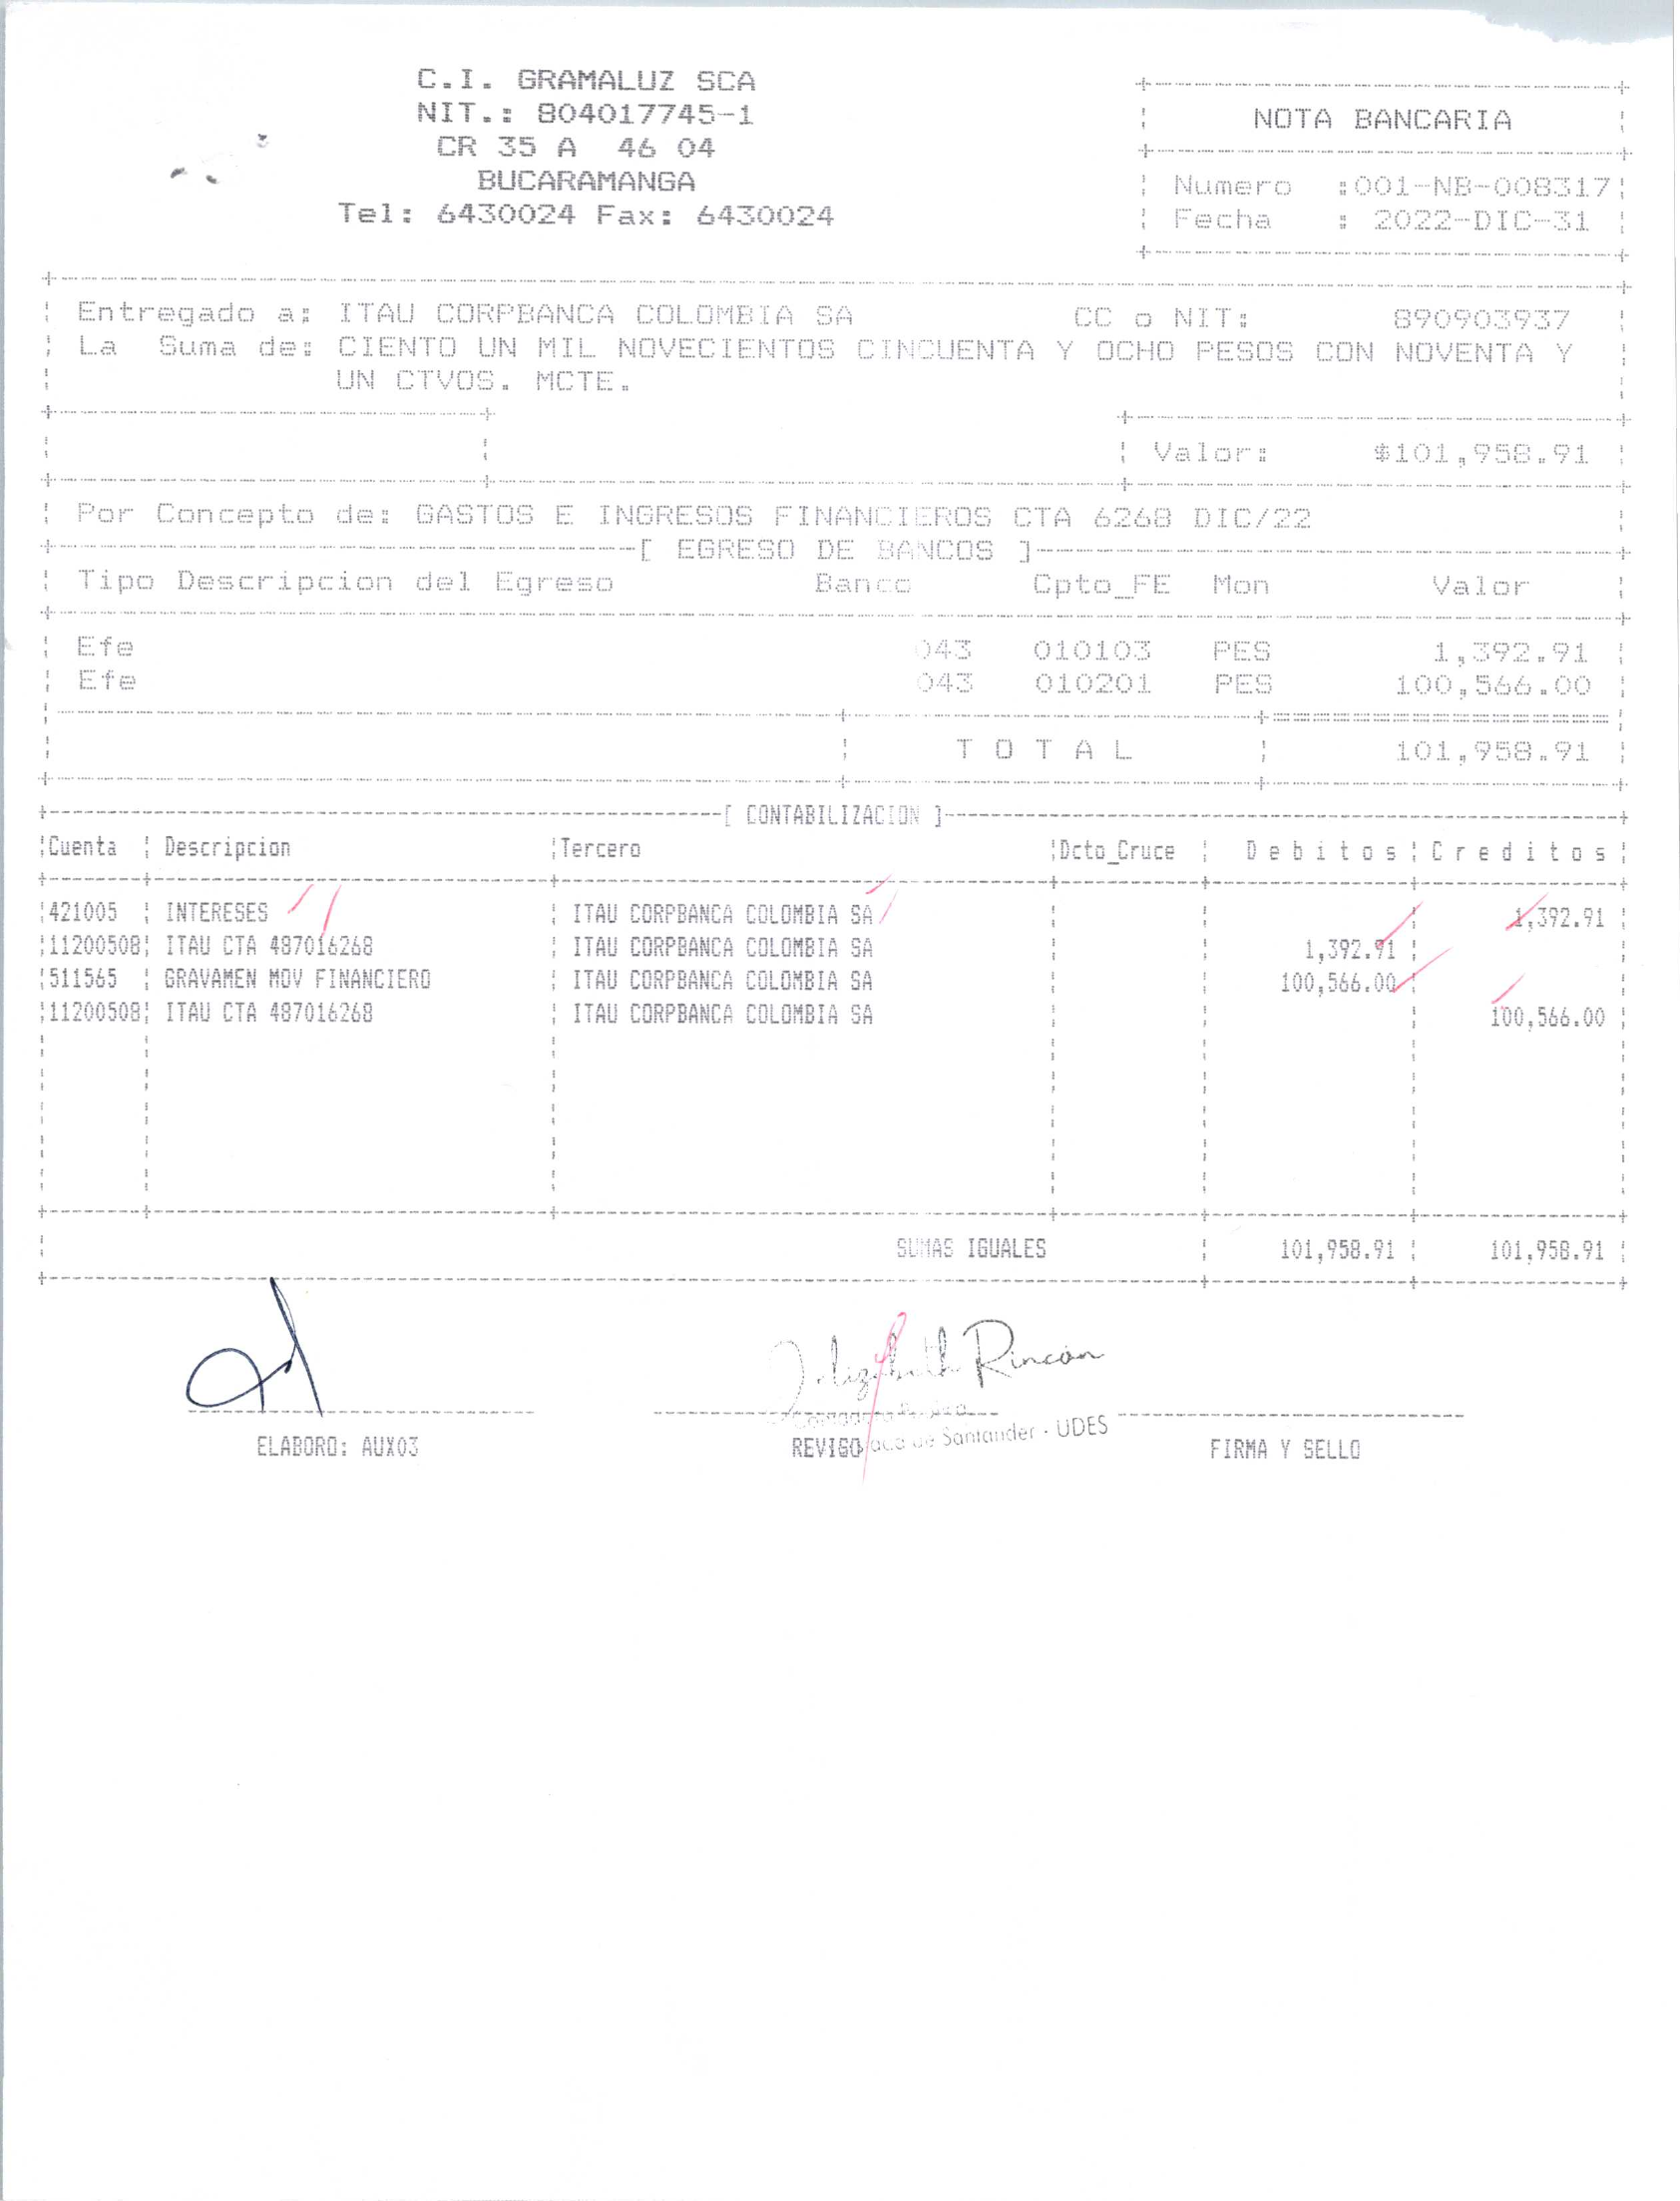 C.I. GRAMALUZ SCA
NIT.: 804017745-1
CR 35 A 46 04
BUCARAMANGA
Tel: 6430024 Fax: 6430024
NOTA BANCARIA
Numero :001-NB-008317
Fecha : 2022-DIC-31
Entregado a: ITAU CORPBANCA COLOMBIA SA CC o NIT: 890903937
La Suma de: CIENTO UN MIL NOVECIENTOS CINCUENTA Y OCHO PESOS CON NOVENTA Y
UN CTVOS. MCTE.
Valor: $101,958.91
Por Concepto de: GASTOS E INGRESOS FINANCIEROS CTA 6268 DIC/22
[ EGRESO DE BANCOS ]
Tipo Descripcion del Egreso Banco Cpto_FE Mon Valor
Efe 043 010103 PES 1,392.91
Efe 043 010201 PES 100,566.00
T O T A L 101,958.91
[ CONTABILIZACION ]
Cuenta Descripcion Tercero Dcto_Cruce D e b i t o s C r e d i t o s
421005 INTERESES ITAU CORPBANCA COLOMBIA SA 1,392.91
11200508 ITAU CTA 487016268 ITAU CORPBANCA COLOMBIA SA 1,392.91
511565 GRAVAMEN MOV FINANCIERO ITAU CORPBANCA COLOMBIA SA 100,566.00
11200508 ITAU CTA 487016268 ITAU CORPBANCA COLOMBIA SA 100,566.00
SUMAS IGUALES 101,958.91 101,958.91
Rincón
de Santander - UDES
ELABORO: AUX03 REVISO FIRMA Y SELLO